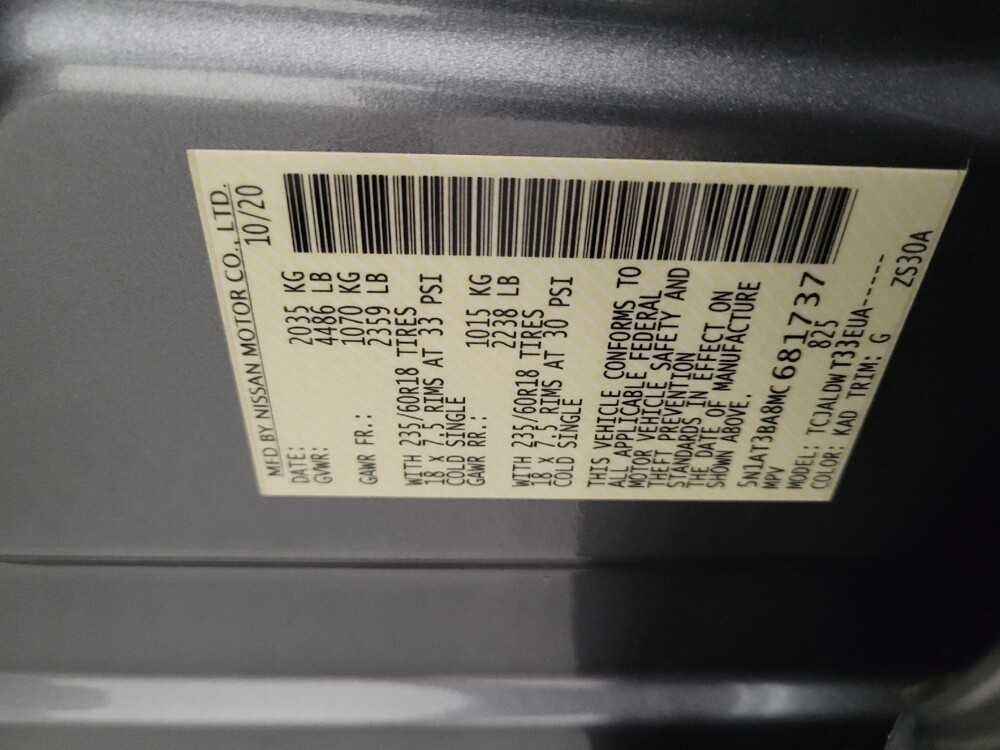 MFD BY NISSAN MOTOR CO., LTD.
DATE: 10/20
GVWR: 2035 KG
4486 LB
GAWR FR.: 1070 KG
2359 LB
WITH 235/60R18 TIRES
18 X 7.5 RIMS AT 33 PSI
COLD SINGLE
GAWR RR.: 1015 KG
2238 LB
WITH 235/60R18 TIRES
18 X 7.5 RIMS AT 30 PSI
COLD SINGLE
THIS VEHICLE CONFORMS TO
ALL APPLICABLE FEDERAL
MOTOR VEHICLE SAFETY AND
THEFT PREVENTION
STANDARDS IN EFFECT ON
THE DATE OF MANUFACTURE
SHOWN ABOVE.
5N1AT3BA8MC681737
MPV 825
MODEL: TCJALDWT33EUA------
COLOR: KAD TRIM: G ZS30A